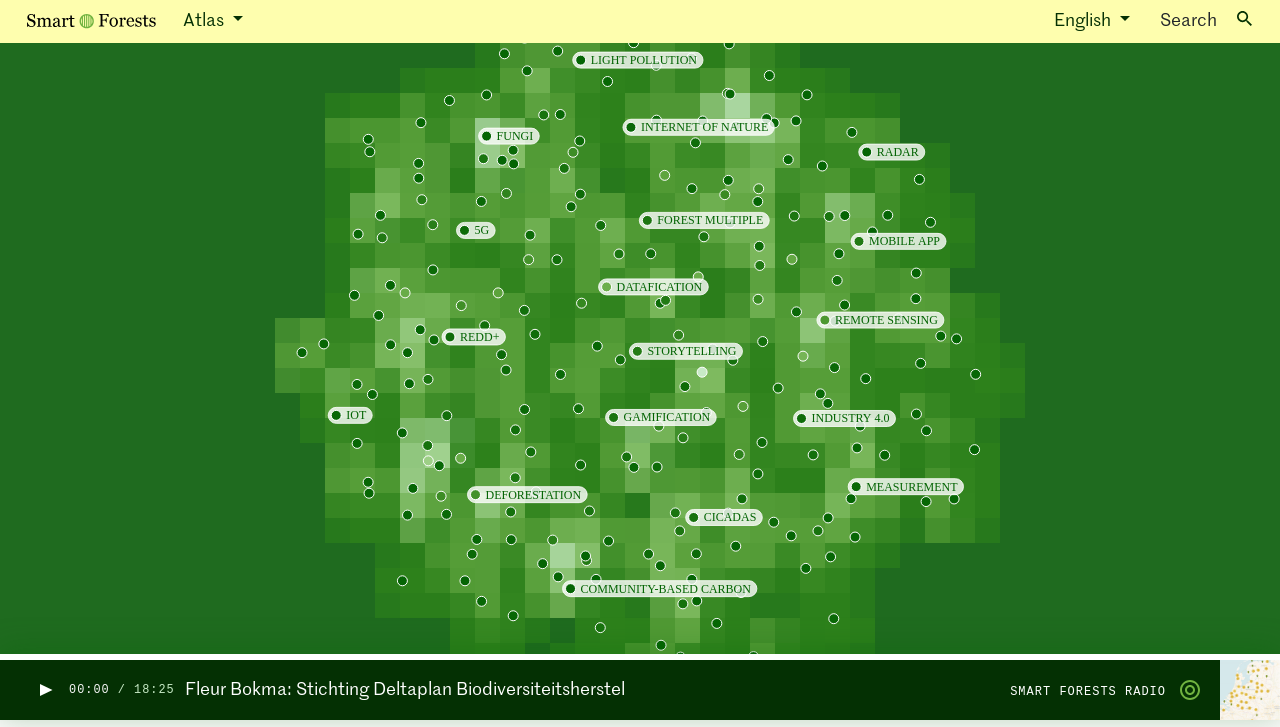 Smart Forests Atlas English Search
LIGHT POLLUTION
INTERNET OF NATURE
FUNGI
RADAR
FOREST MULTIPLE
5G
MOBILE APP
DATAFICATION
REMOTE SENSING
REDD+
STORYTELLING
IOT
GAMIFICATION
INDUSTRY 4.0
MEASUREMENT
DEFORESTATION
CICADAS
COMMUNITY-BASED CARBON
00:00 / 18:25 Fleur Bokma: Stichting Deltaplan Biodiversiteitsherstel SMART FORESTS RADIO